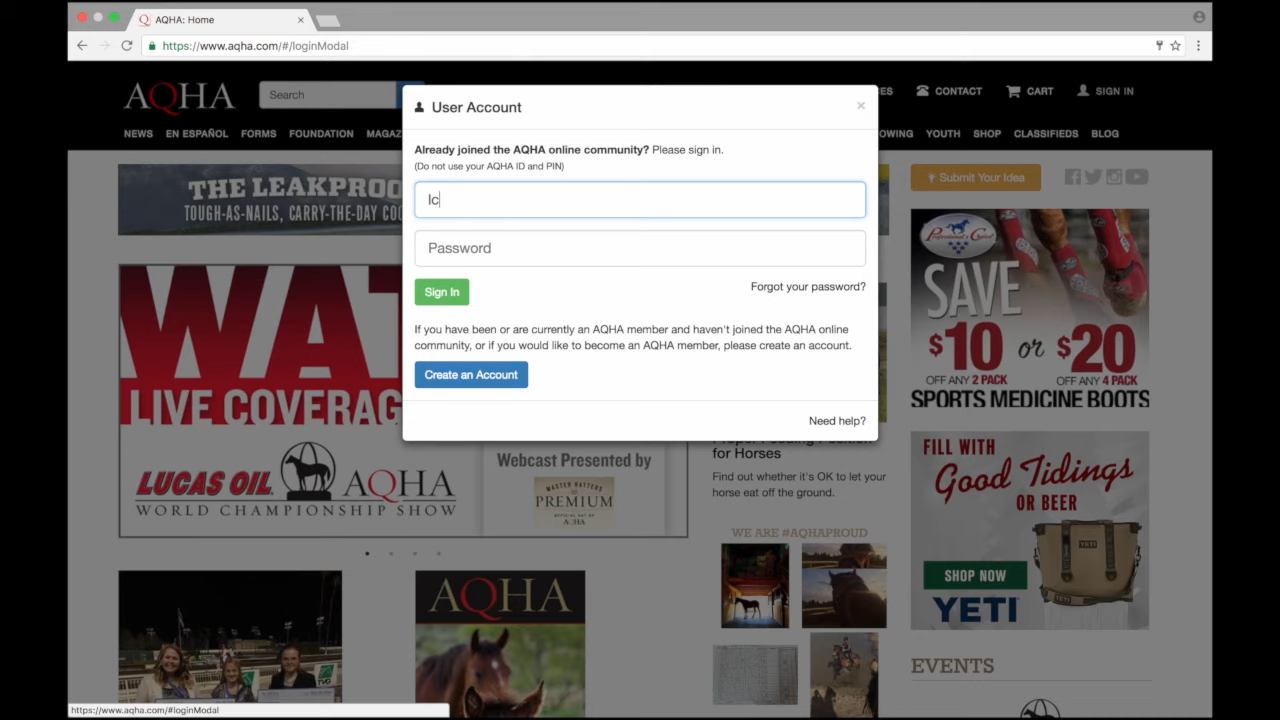 AQHA: Home
https://www.aqha.com/#/loginModal
AQHA
Search
CONTACT
CART
SIGN IN
NEWS
EN ESPAÑOL
FORMS
FOUNDATION
YOUTH
SHOP
CLASSIFIEDS
BLOG
User Account
Already joined the AQHA online community? Please sign in.
(Do not use your AQHA ID and PIN)
lc
Password
Sign In
Forgot your password?
If you have been or are currently an AQHA member and haven't joined the AQHA online
community, or if you would like to become an AQHA member, please create an account.
Create an Account
Need help?
THE LEAKPROO
TOUGH-AS-NAILS, CARRY-THE-DAY CO
Submit Your Idea
WAT
LIVE COVERAG
LUCAS OIL
AQHA
WORLD CHAMPIONSHIP SHOW
Webcast Presented by
MASTER RATTERS
PREMIUM
Professional's Choice
SAVE
$10 or $20
OFF ANY 2 PACK
OFF ANY 4 PACK
SPORTS MEDICINE BOOTS
for Horses
Find out whether it's OK to let your
horse eat off the ground.
WE ARE #AQHAPROUD
FILL WITH
Good Tidings
OR BEER
YETI
SHOP NOW
YETI
AQHA
TVG
EVENTS
https://www.aqha.com/#loginModal